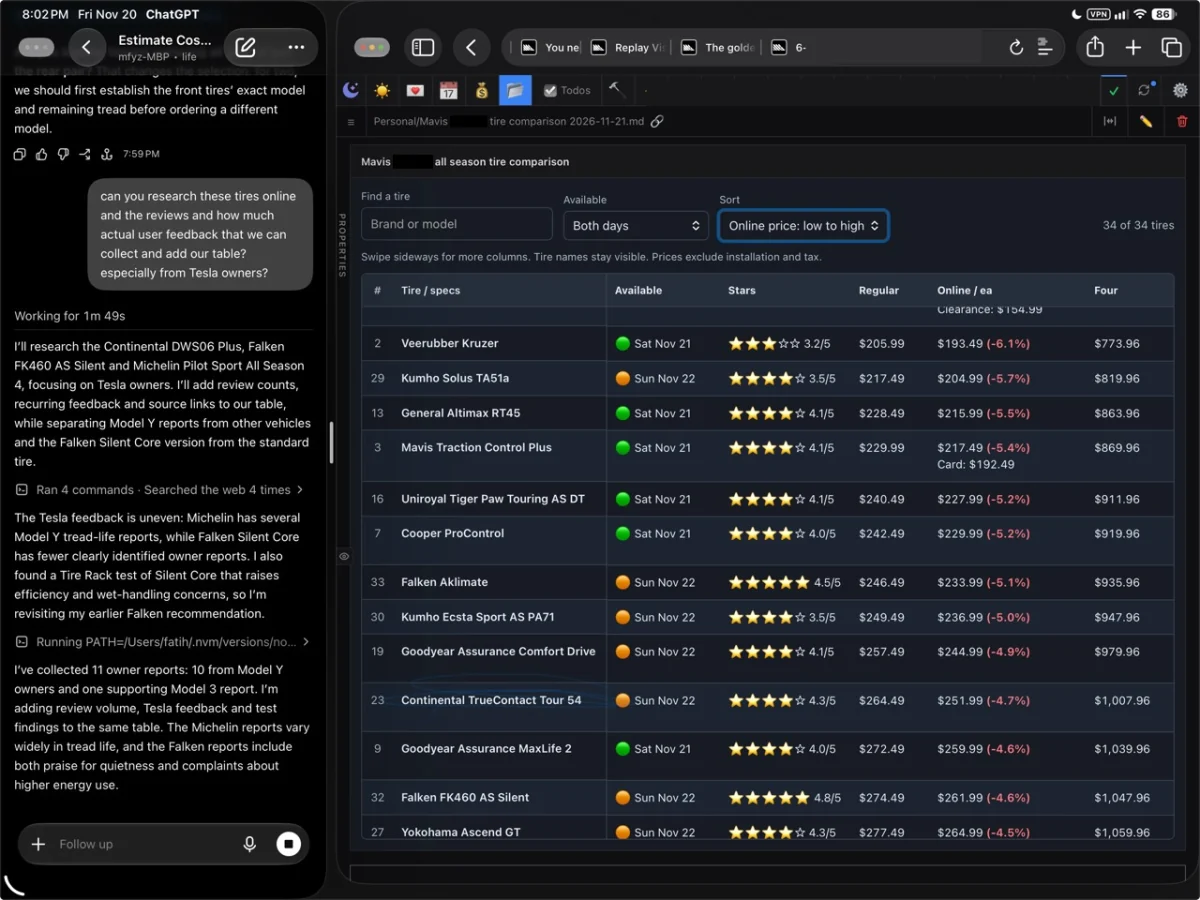 8:02 PM Fri Nov 20 ChatGPT
VPN 86
Estimate Cos...
mfyz-MBP • life
we should first establish the front tires' exact model
and remaining tread before ordering a different
model.
7:59 PM
can you research these tires online
and the reviews and how much
actual user feedback that we can
collect and add our table?
especially from Tesla owners?
Working for 1m 49s
I'll research the Continental DWS06 Plus, Falken
FK460 AS Silent and Michelin Pilot Sport All Season
4, focusing on Tesla owners. I'll add review counts,
recurring feedback and source links to our table,
while separating Model Y reports from other vehicles
and the Falken Silent Core version from the standard
tire.
Ran 4 commands · Searched the web 4 times >
The Tesla feedback is uneven: Michelin has several
Model Y tread-life reports, while Falken Silent Core
has fewer clearly identified owner reports. I also
found a Tire Rack test of Silent Core that raises
efficiency and wet-handling concerns, so I'm
revisiting my earlier Falken recommendation.
Running PATH=/Users/fatih/.nvm/versions/no... >
I've collected 11 owner reports: 10 from Model Y
owners and one supporting Model 3 report. I'm
adding review volume, Tesla feedback and test
findings to the same table. The Michelin reports vary
widely in tread life, and the Falken reports include
both praise for quietness and complaints about
higher energy use.
Follow up
You ne
Replay Vi
The golde
6-
17
Todos
Personal/Mavis tire comparison 2026-11-21.md
PROPERTIES
Mavis all season tire comparison
Find a tire
Brand or model
Available
Both days
Sort
Online price: low to high
34 of 34 tires
Swipe sideways for more columns. Tire names stay visible. Prices exclude installation and tax.
# Tire / specs Available Stars Regular Online / ea Four
Clearance: $154.99
2 Veerubber Kruzer Sat Nov 21 ★★★☆☆ 3.2/5 $205.99 $193.49 (-6.1%) $773.96
29 Kumho Solus TA51a Sun Nov 22 ★★★★☆ 3.5/5 $217.49 $204.99 (-5.7%) $819.96
13 General Altimax RT45 Sat Nov 21 ★★★★☆ 4.1/5 $228.49 $215.99 (-5.5%) $863.96
3 Mavis Traction Control Plus Sat Nov 21 ★★★★☆ 4.1/5 $229.99 $217.49 (-5.4%) $869.96
Card: $192.49
16 Uniroyal Tiger Paw Touring AS DT Sat Nov 21 ★★★★☆ 4.1/5 $240.49 $227.99 (-5.2%) $911.96
7 Cooper ProControl Sat Nov 21 ★★★★☆ 4.0/5 $242.49 $229.99 (-5.2%) $919.96
33 Falken Aklimate Sun Nov 22 ★★★★★ 4.5/5 $246.49 $233.99 (-5.1%) $935.96
30 Kumho Ecsta Sport AS PA71 Sun Nov 22 ★★★★☆ 3.5/5 $249.49 $236.99 (-5.0%) $947.96
19 Goodyear Assurance Comfort Drive Sun Nov 22 ★★★★☆ 4.1/5 $257.49 $244.99 (-4.9%) $979.96
23 Continental TrueContact Tour 54 Sun Nov 22 ★★★★☆ 4.3/5 $264.49 $251.99 (-4.7%) $1,007.96
9 Goodyear Assurance MaxLife 2 Sat Nov 21 ★★★★☆ 4.0/5 $272.49 $259.99 (-4.6%) $1,039.96
32 Falken FK460 AS Silent Sun Nov 22 ★★★★★ 4.8/5 $274.49 $261.99 (-4.6%) $1,047.96
27 Yokohama Ascend GT Sun Nov 22 ★★★★☆ 4.3/5 $277.49 $264.99 (-4.5%) $1,059.96